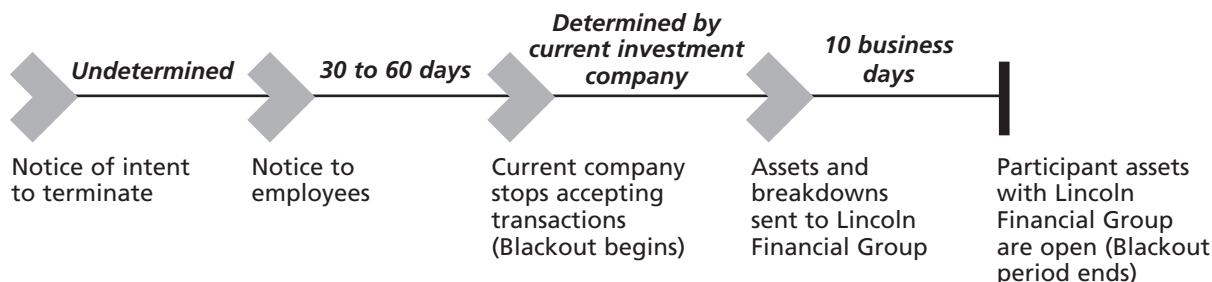 Undetermined
30 to 60 days
Determined by
current investment
company
10 business
days
Notice of intent
to terminate
Notice to
employees
Current company
stops accepting
transactions
(Blackout begins)
Assets and
breakdowns
sent to Lincoln
Financial Group
Participant assets
with Lincoln
Financial Group
are open (Blackout
period ends)